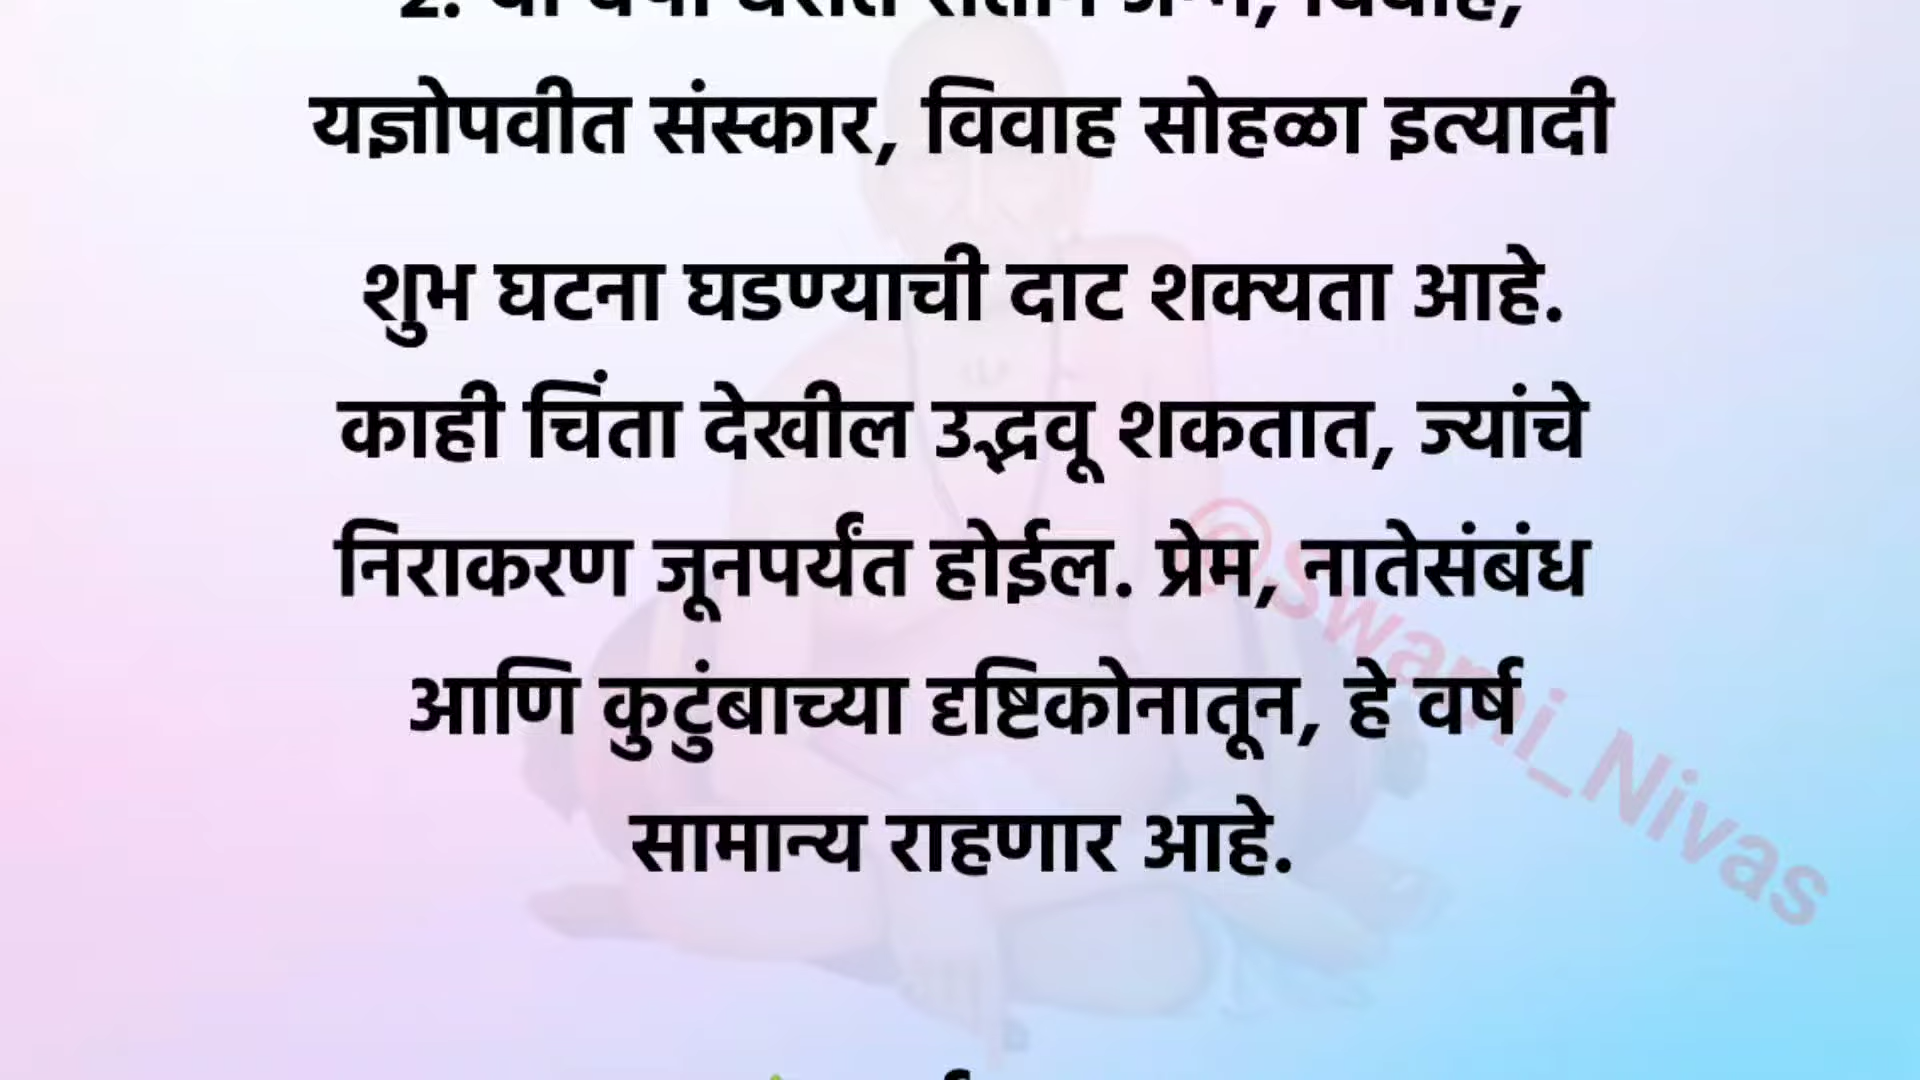 यज्ञोपवीत संस्कार, विवाह सोहळा इत्यादी
शुभ घटना घडण्याची दाट शक्यता आहे.
काही चिंता देखील उद्भवू शकतात, ज्यांचे
निराकरण जूनपर्यंत होईल. प्रेम, नातेसंबंध
आणि कुटुंबाच्या दृष्टिकोनातून, हे वर्ष
सामान्य राहणार आहे.
@Swami_Nivas